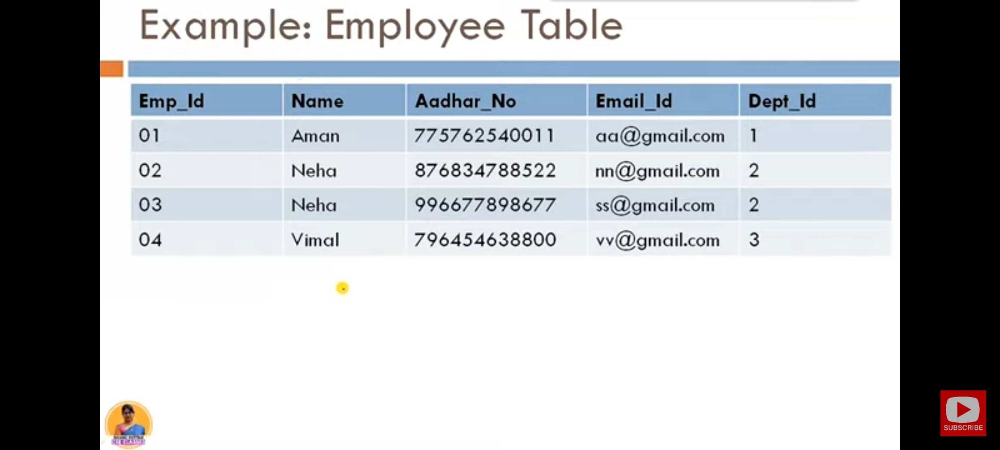 Example: Employee Table
Emp_Id Name Aadhar_No Email_Id Dept_Id
01 Aman 775762540011 aa@gmail.com 1
02 Neha 876834788522 nn@gmail.com 2
03 Neha 996677898677 ss@gmail.com 2
04 Vimal 796454638800 vv@gmail.com 3
SUBSCRIBE